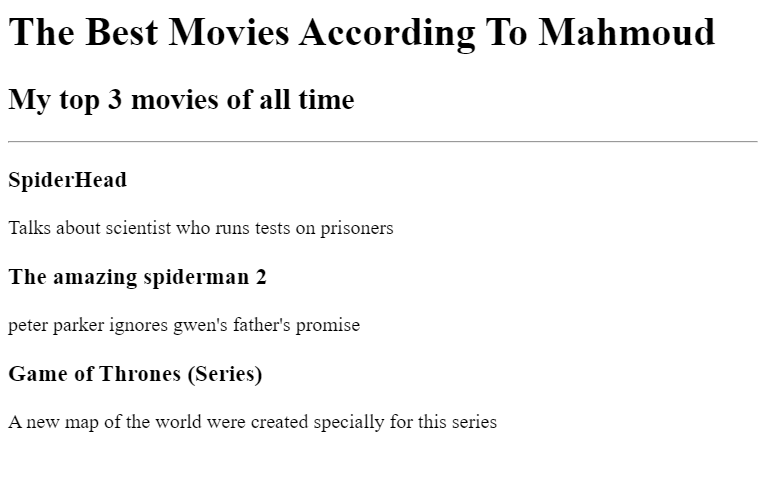 The Best Movies According To Mahmoud
My top 3 movies of all time
SpiderHead
Talks about scientist who runs tests on prisoners
The amazing spiderman 2
peter parker ignores gwen's father's promise
Game of Thrones (Series)
A new map of the world were created specially for this series